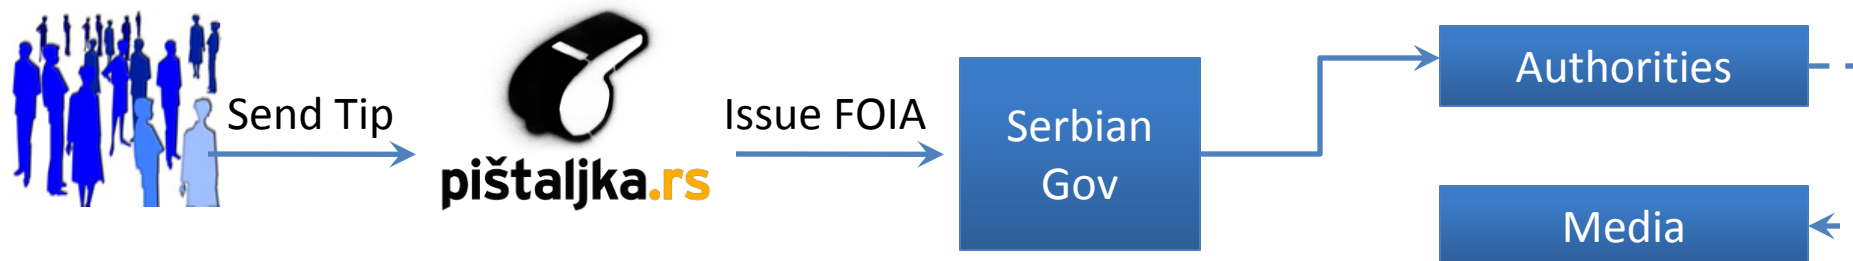 Send Tip
pištaljka.rs
Issue FOIA
Serbian
Gov
Authorities
Media